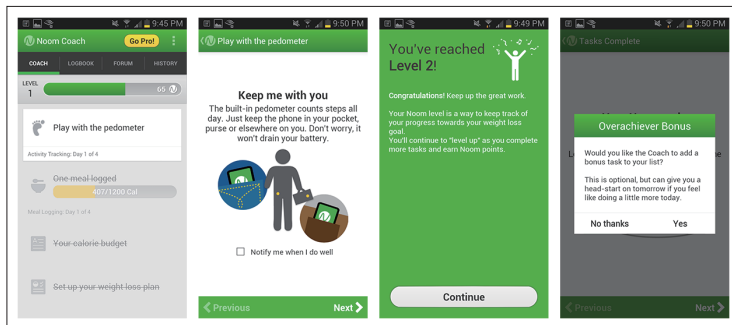 9:45 PM
Noom Coach
Go Pro!
COACH
LOGBOOK
FORUM
HISTORY
LEVEL
1
65
Play with the pedometer
Activity Tracking: Day 1 of 4
One meal logged
407/1200 Cal
Meal Logging: Day 1 of 4
Your calorie budget
Set up your weight loss plan
9:50 PM
Play with the pedometer
Keep me with you
The built-in pedometer counts steps all
day. Just keep the phone in your pocket,
purse or elsewhere on you. Don't worry, it
won't drain your battery.
Notify me when I do well
Previous
Next
9:49 PM
You've reached
Level 2!
Congratulations! Keep up the great work.
Your Noom level is a way to keep track of
your progress towards your weight loss
goal.
You'll continue to "level up" as you complete
more tasks and earn Noom points.
Continue
9:50 PM
Tasks Complete
Overachiever Bonus
Would you like the Coach to add a
bonus task to your list?
This is optional, but can give you a
head-start on tomorrow if you feel
like doing a little more today.
No thanks
Yes
Previous
Next